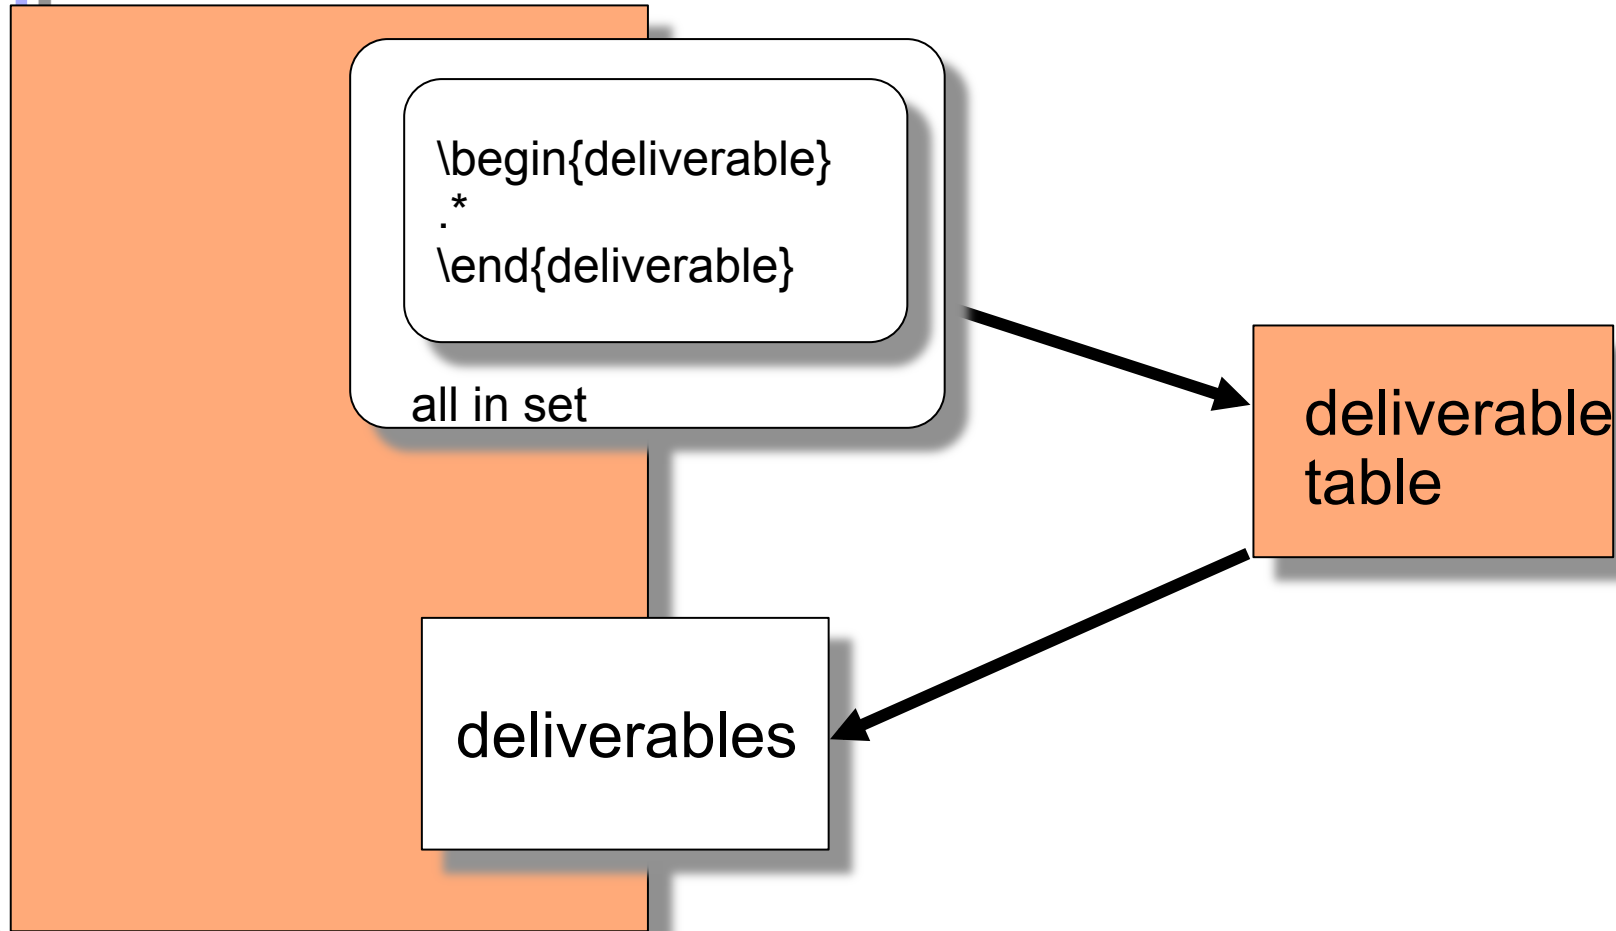 \begin{deliverable}
.*
\end{deliverable}
all in set
deliverable
table
deliverables